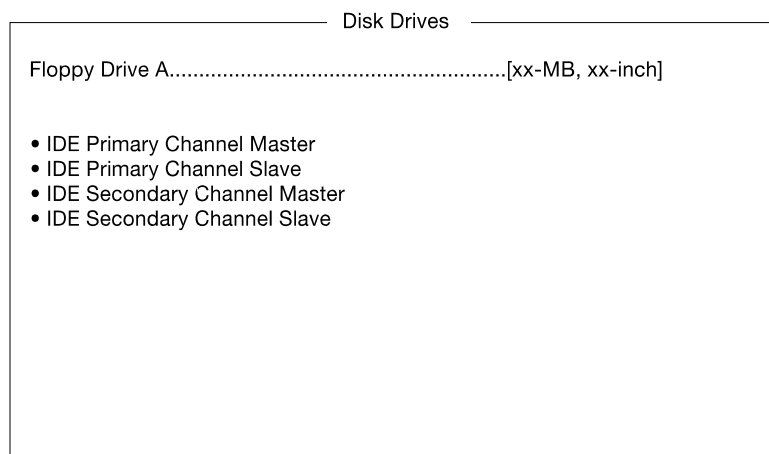 Disk Drives
Floppy Drive A.........................................................[xx-MB, xx-inch]
• IDE Primary Channel Master
• IDE Primary Channel Slave
• IDE Secondary Channel Master
• IDE Secondary Channel Slave